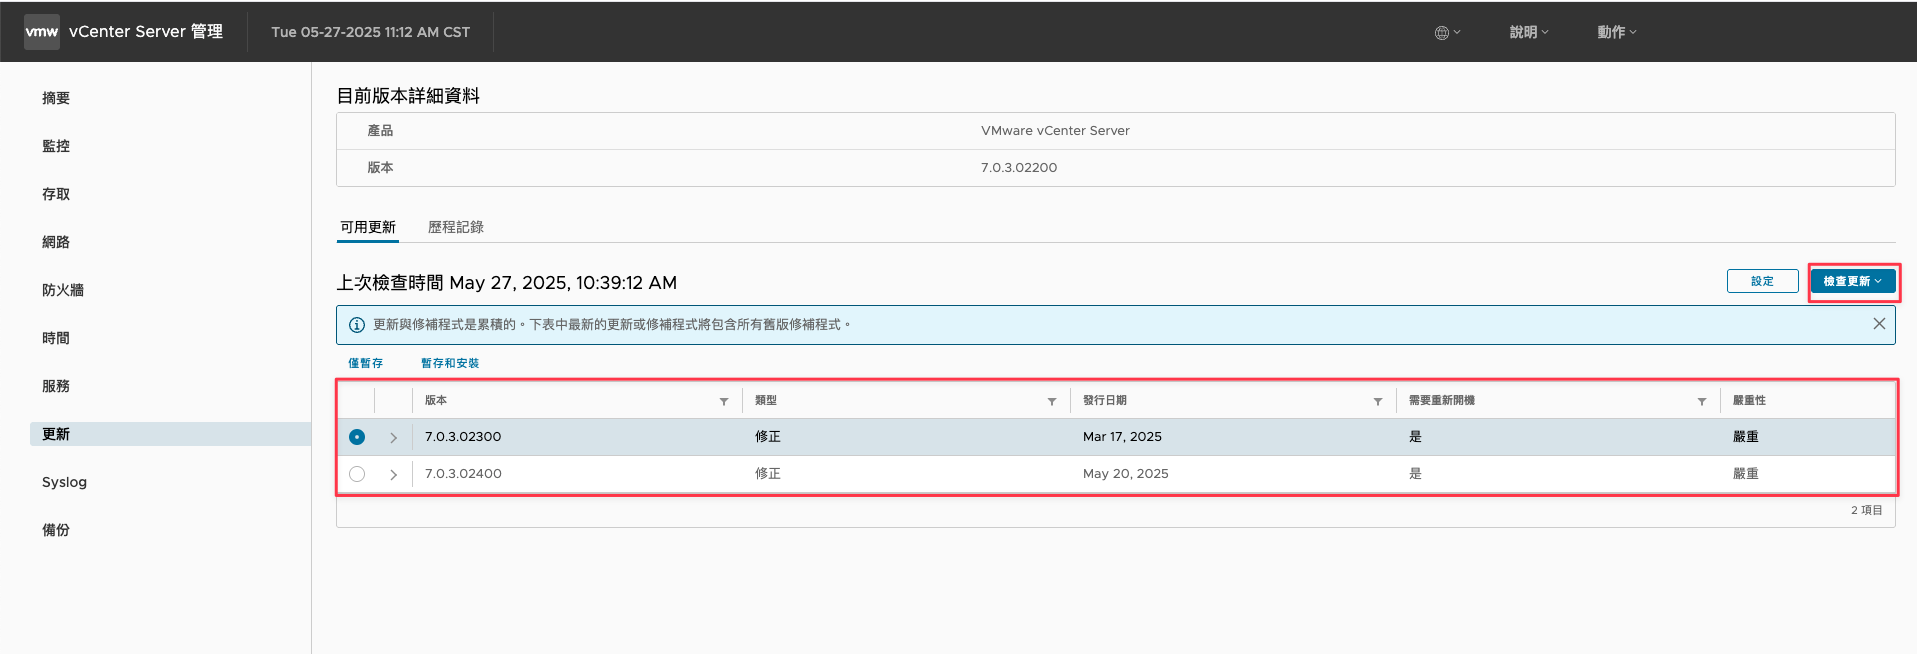 vmw vCenter Server 管理 Tue 05-27-2025 11:12 AM CST 說明 動作
摘要
監控
存取
網路
防火牆
時間
服務
更新
Syslog
備份
目前版本詳細資料
產品 VMware vCenter Server
版本 7.0.3.02200
可用更新 歷程記錄
上次檢查時間 May 27, 2025, 10:39:12 AM 設定 檢查更新
更新與修補程式是累積的。下表中最新的更新或修補程式將包含所有舊版修補程式。
僅暫存 暫存和安裝
版本 類型 發行日期 需要重新開機 嚴重性
7.0.3.02300 修正 Mar 17, 2025 是 嚴重
7.0.3.02400 修正 May 20, 2025 是 嚴重
2 項目